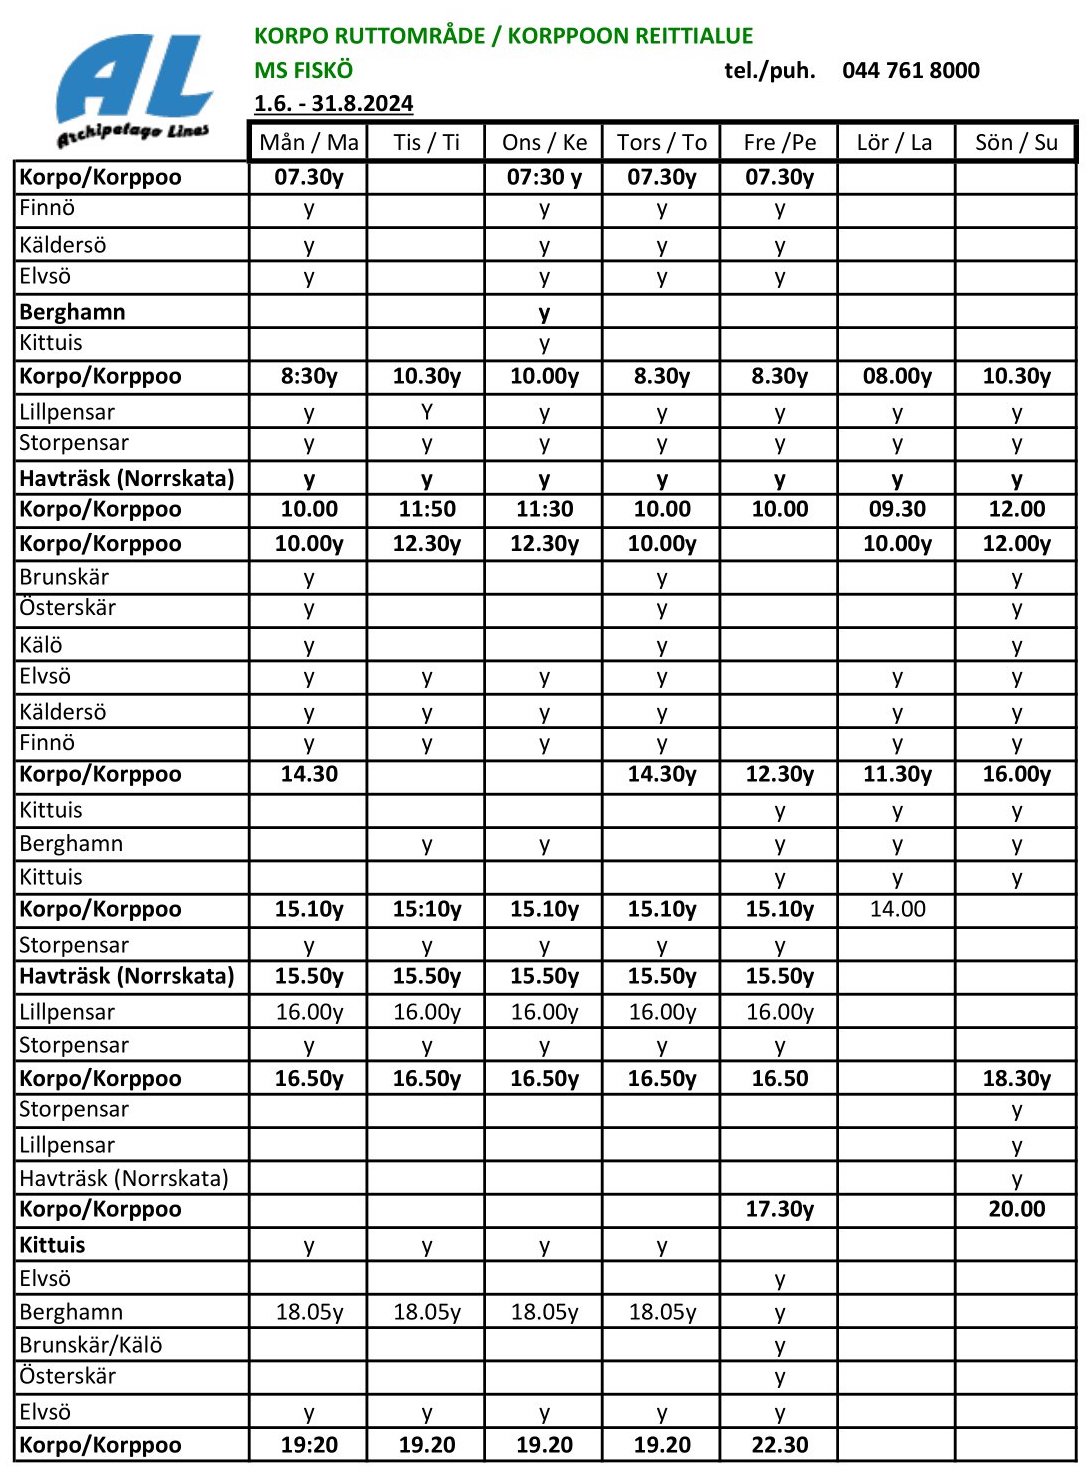 AL
Archipelago Lines
KORPO RUTTOMRÅDE / KORPPOON REITTIALUE
MS FISKÖ tel./puh. 044 761 8000
1.6. - 31.8.2024
Mån / Ma Tis / Ti Ons / Ke Tors / To Fre /Pe Lör / La Sön / Su
Korpo/Korppoo 07.30y 07:30 y 07.30y 07.30y
Finnö y y y y
Käldersö y y y y
Elvsö y y y y
Berghamn y
Kittuis y
Korpo/Korppoo 8:30y 10.30y 10.00y 8.30y 8.30y 08.00y 10.30y
Lillpensar y Y y y y y y
Storpensar y y y y y y y
Havträsk (Norrskata) y y y y y y y
Korpo/Korppoo 10.00 11:50 11:30 10.00 10.00 09.30 12.00
Korpo/Korppoo 10.00y 12.30y 12.30y 10.00y 10.00y 12.00y
Brunskär y y y
Österskär y y y
Kälö y y y
Elvsö y y y y y y
Käldersö y y y y y y
Finnö y y y y y y
Korpo/Korppoo 14.30 14.30y 12.30y 11.30y 16.00y
Kittuis y y y
Berghamn y y y y y
Kittuis y y y
Korpo/Korppoo 15.10y 15:10y 15.10y 15.10y 15.10y 14.00
Storpensar y y y y y
Havträsk (Norrskata) 15.50y 15.50y 15.50y 15.50y 15.50y
Lillpensar 16.00y 16.00y 16.00y 16.00y 16.00y
Storpensar y y y y y
Korpo/Korppoo 16.50y 16.50y 16.50y 16.50y 16.50 18.30y
Storpensar y
Lillpensar y
Havträsk (Norrskata) y
Korpo/Korppoo 17.30y 20.00
Kittuis y y y y
Elvsö y
Berghamn 18.05y 18.05y 18.05y 18.05y y
Brunskär/Kälö y
Österskär y
Elvsö y y y y y
Korpo/Korppoo 19:20 19.20 19.20 19.20 22.30